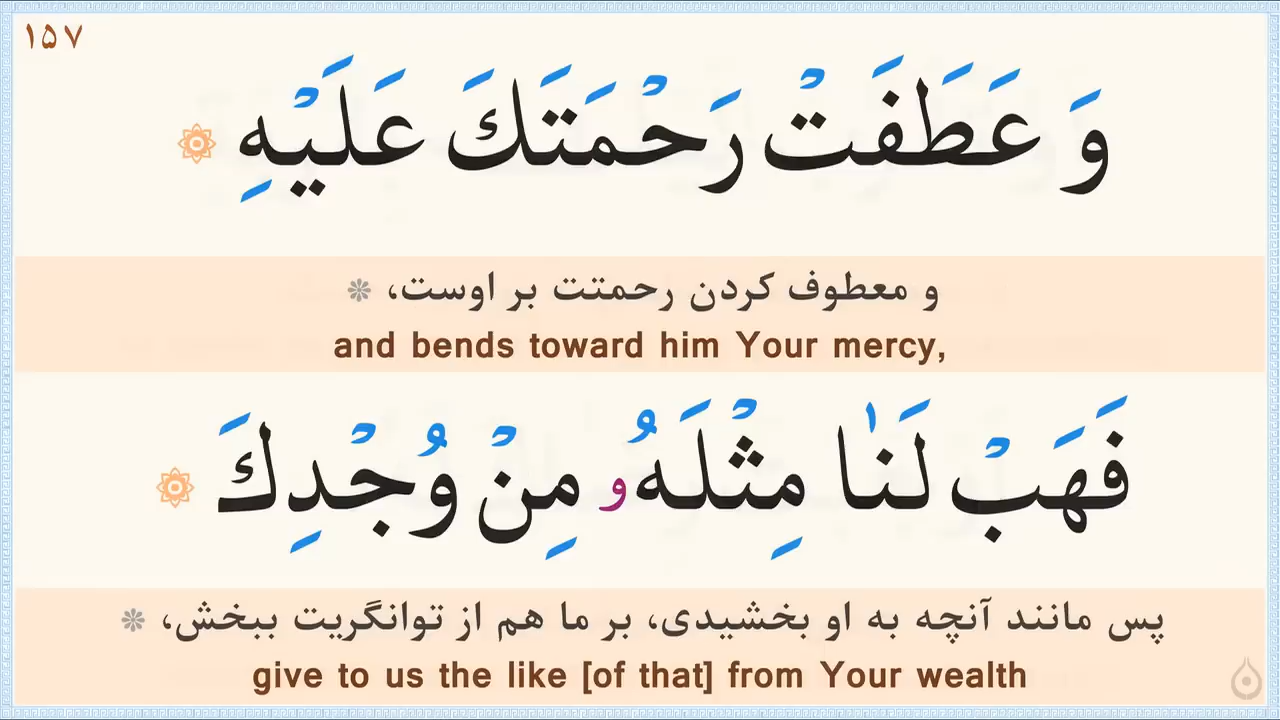 ۱۵۷
وَ عَطَفَتْ رَحْمَتَكَ عَلَيْهِ
و معطوف کردن رحمتت بر اوست، ❊
and bends toward him Your mercy,
فَهَبْ لَنٰا مِثْلَهُ و مِنْ وُجْدِكَ
پس مانند آنچه به او بخشیدی، بر ما هم از توانگریت ببخش، ❊
give to us the like [of that] from Your wealth